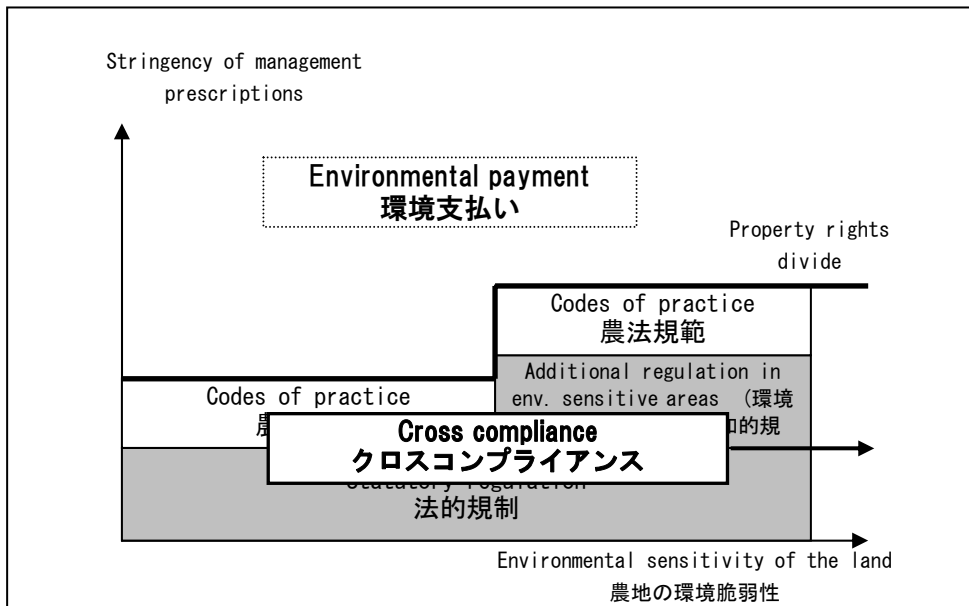 Stringency of management
prescriptions
Environmental payment
環境支払い
Property rights
divide
Codes of practice
農法規範
Additional regulation in
env. sensitive areas （環境
的規
Codes of practice
Cross compliance
クロスコンプライアンス
法的規制
Environmental sensitivity of the land
農地の環境脆弱性